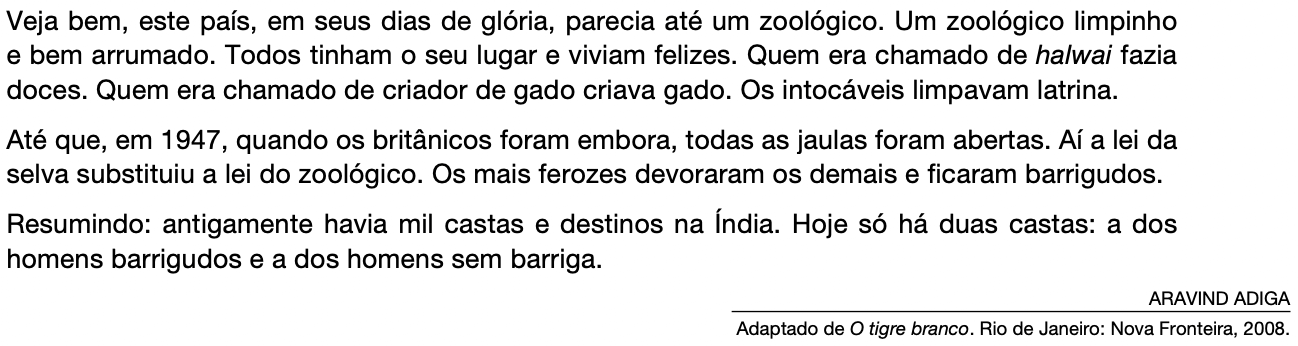 Veja bem, este país, em seus dias de glória, parecia até um zoológico. Um zoológico limpinho
e bem arrumado. Todos tinham o seu lugar e viviam felizes. Quem era chamado de halwai fazia
doces. Quem era chamado de criador de gado criava gado. Os intocáveis limpavam latrina.
Até que, em 1947, quando os britânicos foram embora, todas as jaulas foram abertas. Aí a lei da
selva substituiu a lei do zoológico. Os mais ferozes devoraram os demais e ficaram barrigudos.
Resumindo: antigamente havia mil castas e destinos na Índia. Hoje só há duas castas: a dos
homens barrigudos e a dos homens sem barriga.
ARAVIND ADIGA
Adaptado de O tigre branco. Rio de Janeiro: Nova Fronteira, 2008.